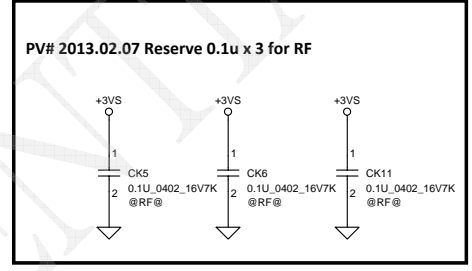 PV# 2013.02.07 Reserve 0.1u x 3 for RF
+3VS +3VS +3VS
1 1 1
CK5 CK6 CK11
2 0.1U_0402_16V7K 2 0.1U_0402_16V7K 2 0.1U_0402_16V7K
@RF@ @RF@ @RF@